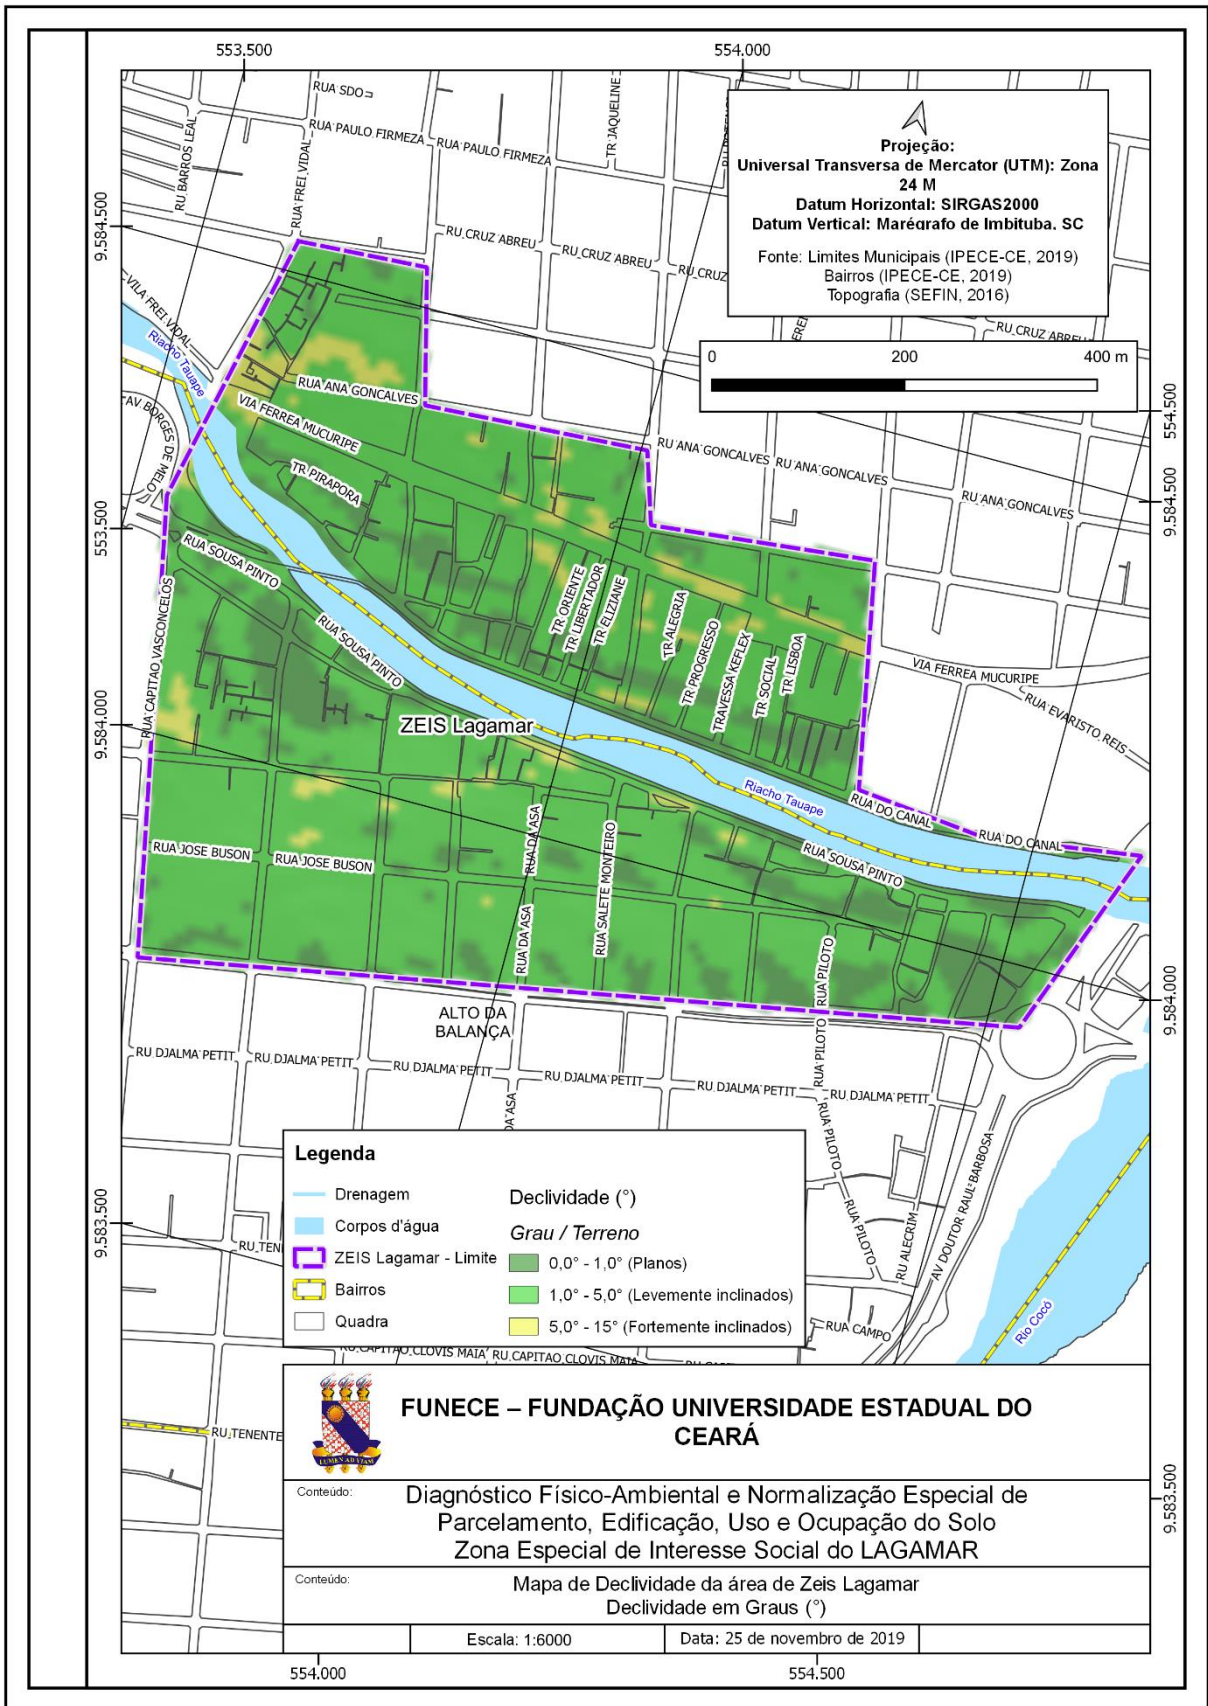 553.500
554.000
RUA SDO
RUA PAULO FIRMEZA
RUA PAULO FIRMEZA
TR JAQUELINE
RU BARROS LEAL
RUA FREI VIDAL
Projeção:
Universal Transversa de Mercator (UTM): Zona
24 M
Datum Horizontal: SIRGAS2000
Datum Vertical: Marégrafo de Imbituba. SC
Fonte: Limites Municipais (IPECE-CE, 2019)
Bairros (IPECE-CE, 2019)
Topografia (SEFIN, 2016)
9.584.500
RU CRUZ ABREU
RU CRUZ ABREU
RU CRUZ
RU CRUZ ABREU
VILA FREI VIDAL
Riacho Tauape
0 200 400 m
RUA ANA GONCALVES
AV BORGES DE MELO
VIA FERREA MUCURIPE
554.500
RU ANA GONCALVES
RU ANA GONCALVES
RU ANA GONCALVES
9.584.500
TR PIRAPORA
553.500
RUA SOUSA PINTO
RUA SOUSA PINTO
RUA CAPITAO VASCONCELOS
TR ORIENTE
TR LIBERTADOR
TR ELIZIANE
TR ALEGRIA
TR PROGRESSO
TRAVESSA KEFLEX
TR SOCIAL
TR LISBOA
VIA FERREA MUCURIPE
RUA EVARISTO REIS
9.584.000
ZEIS Lagamar
Riacho Tauape
RUA DO CANAL
RUA DO CANAL
RUA SOUSA PINTO
RUA JOSE BUSON
RUA JOSE BUSON
RUA DA ASA
RUA DA ASA
RUA SALETE MONTEIRO
RUA PILOTO
9.584.000
ALTO DA
BALANÇA
RU DJALMA PETIT
RU DJALMA PETIT
RU DJALMA PETIT
RU DJALMA PETIT
RU DJALMA PETIT
RU DJALMA PETIT
RUA PILOTO
RUA PILOTO
RUA PILOTO
DA ASA
RU ALECRIM
AV DOUTOR RAUL BARBOSA
Rio Cocó
RUA CAMPO
9.583.500
RU TEN
Legenda
Drenagem
Corpos d'água
ZEIS Lagamar - Limite
Bairros
Quadra
Declividade (°)
Grau / Terreno
0,0° - 1,0° (Planos)
1,0° - 5,0° (Levemente inclinados)
5,0° - 15° (Fortemente inclinados)
RU CAPITAO CLOVIS MAIA
RU CAPITAO CLOVIS MAIA
RU TENENTE
LUMEN AD VIAM
FUNECE – FUNDAÇÃO UNIVERSIDADE ESTADUAL DO
CEARÁ
Conteúdo:
Diagnóstico Físico-Ambiental e Normalização Especial de
Parcelamento, Edificação, Uso e Ocupação do Solo
Zona Especial de Interesse Social do LAGAMAR
9.583.500
Conteúdo:
Mapa de Declividade da área de Zeis Lagamar
Declividade em Graus (°)
Escala: 1:6000
Data: 25 de novembro de 2019
554.000
554.500